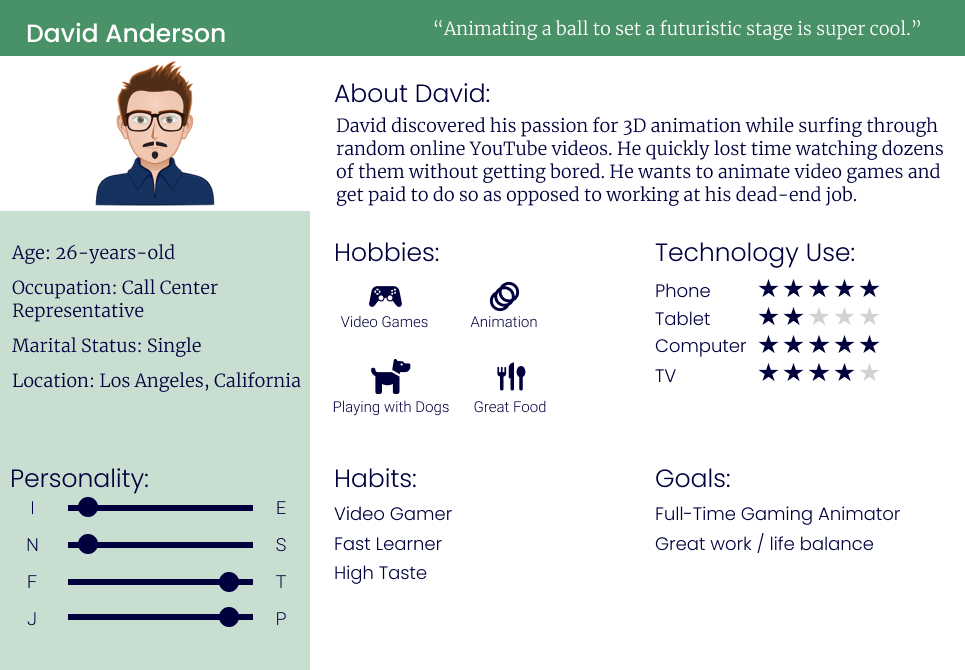 David Anderson
“Animating a ball to set a futuristic stage is super cool.”
About David:
David discovered his passion for 3D animation while surfing through
random online YouTube videos. He quickly lost time watching dozens
of them without getting bored. He wants to animate video games and
get paid to do so as opposed to working at his dead-end job.
Age: 26-years-old
Occupation: Call Center
Representative
Marital Status: Single
Location: Los Angeles, California
Hobbies:
Video Games
Animation
Playing with Dogs
Great Food
Technology Use:
Phone
Tablet
Computer
TV
Personality:
I E
N S
F T
J P
Habits:
Video Gamer
Fast Learner
High Taste
Goals:
Full-Time Gaming Animator
Great work / life balance